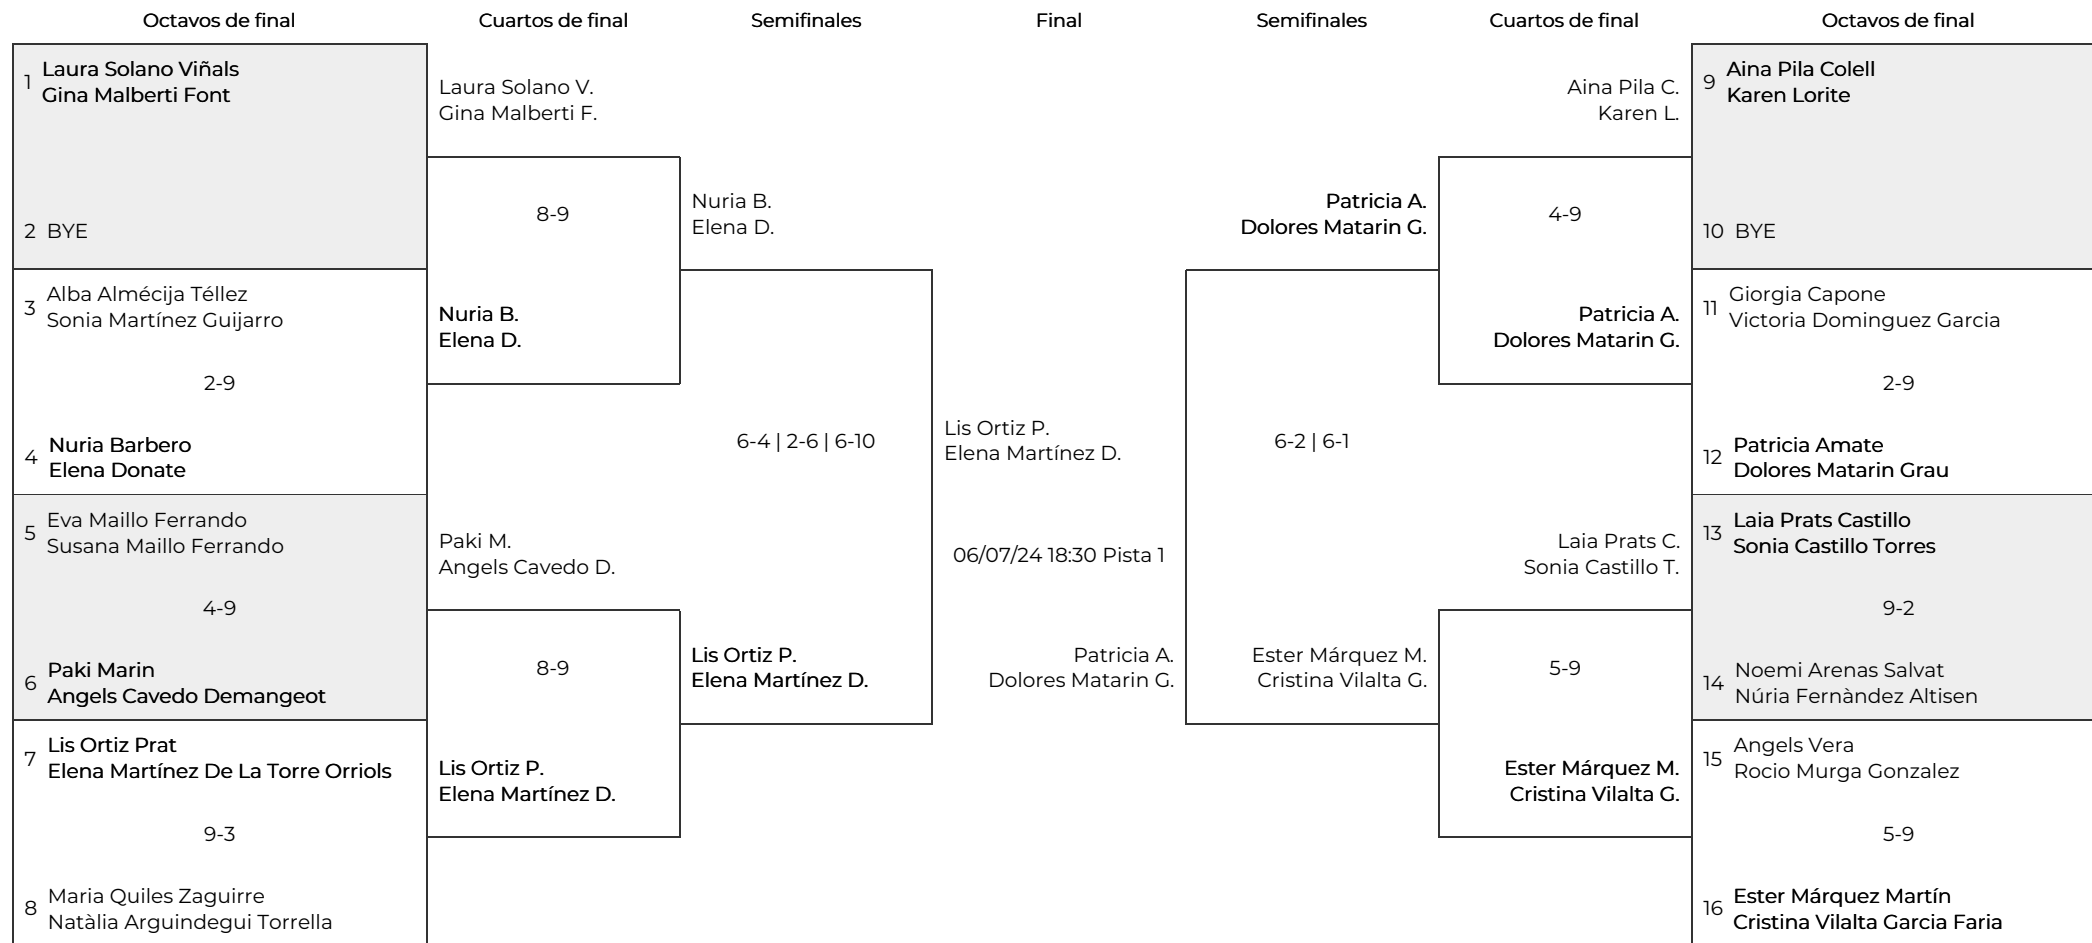 Octavos de final
Cuartos de final
Semifinales
Final
Semifinales
Cuartos de final
Octavos de final
1
Laura Solano Viñals
Gina Malberti Font
2 BYE
3
Alba Almécija Téllez
Sonia Martínez Guijarro
2-9
4
Nuria Barbero
Elena Donate
5
Eva Maillo Ferrando
Susana Maillo Ferrando
4-9
6
Paki Marin
Angels Cavedo Demangeot
7
Lis Ortiz Prat
Elena Martínez De La Torre Orriols
9-3
8
Maria Quiles Zaguirre
Natàlia Arguindegui Torrella
Laura Solano V.
Gina Malberti F.
8-9
Nuria B.
Elena D.
Paki M.
Angels Cavedo D.
8-9
Lis Ortiz P.
Elena Martínez D.
Nuria B.
Elena D.
6-4 | 2-6 | 6-10
Lis Ortiz P.
Elena Martínez D.
Lis Ortiz P.
Elena Martínez D.
06/07/24 18:30 Pista 1
Patricia A.
Dolores Matarin G.
Patricia A.
Dolores Matarin G.
6-2 | 6-1
Ester Márquez M.
Cristina Vilalta G.
Aina Pila C.
Karen L.
4-9
Patricia A.
Dolores Matarin G.
Laia Prats C.
Sonia Castillo T.
5-9
Ester Márquez M.
Cristina Vilalta G.
9
Aina Pila Colell
Karen Lorite
10 BYE
11
Giorgia Capone
Victoria Dominguez Garcia
2-9
12
Patricia Amate
Dolores Matarin Grau
13
Laia Prats Castillo
Sonia Castillo Torres
9-2
14
Noemi Arenas Salvat
Núria Fernàndez Altisen
15
Angels Vera
Rocio Murga Gonzalez
5-9
16
Ester Márquez Martín
Cristina Vilalta Garcia Faria